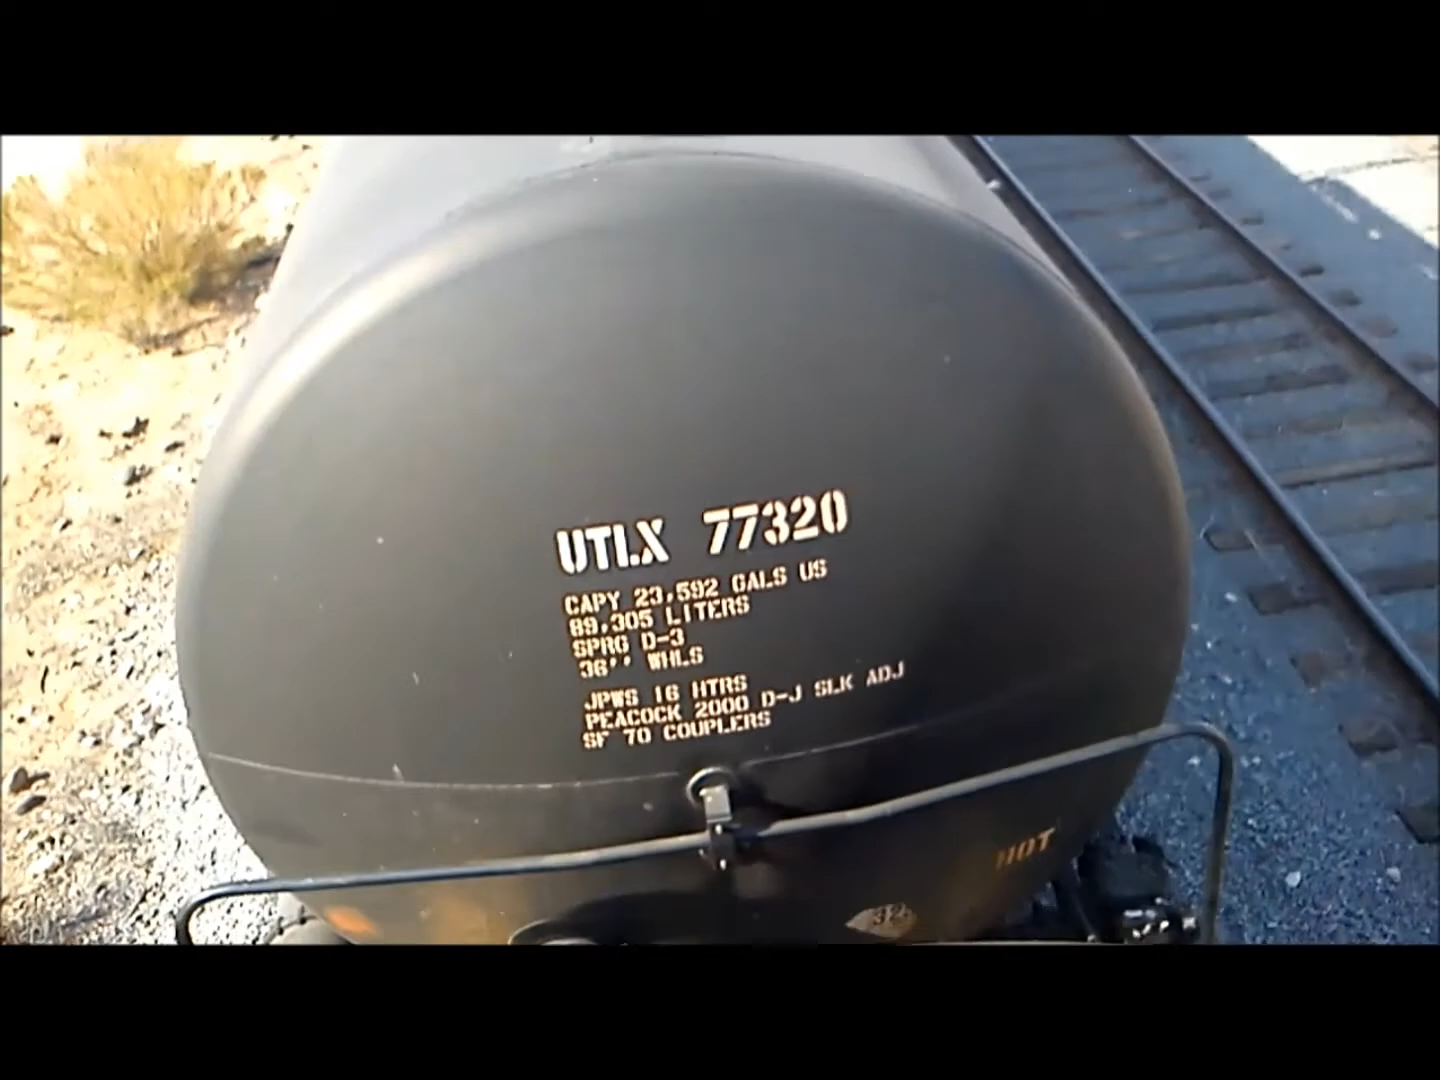 UTLX 77320
CAPY 23,592 GALS US
89,305 LITERS
SPRG D-3
36'' WHLS
JPWS 16 HTRS
PEACOCK 2000 D-J SLK ADJ
SF 70 COUPLERS
HOT
32